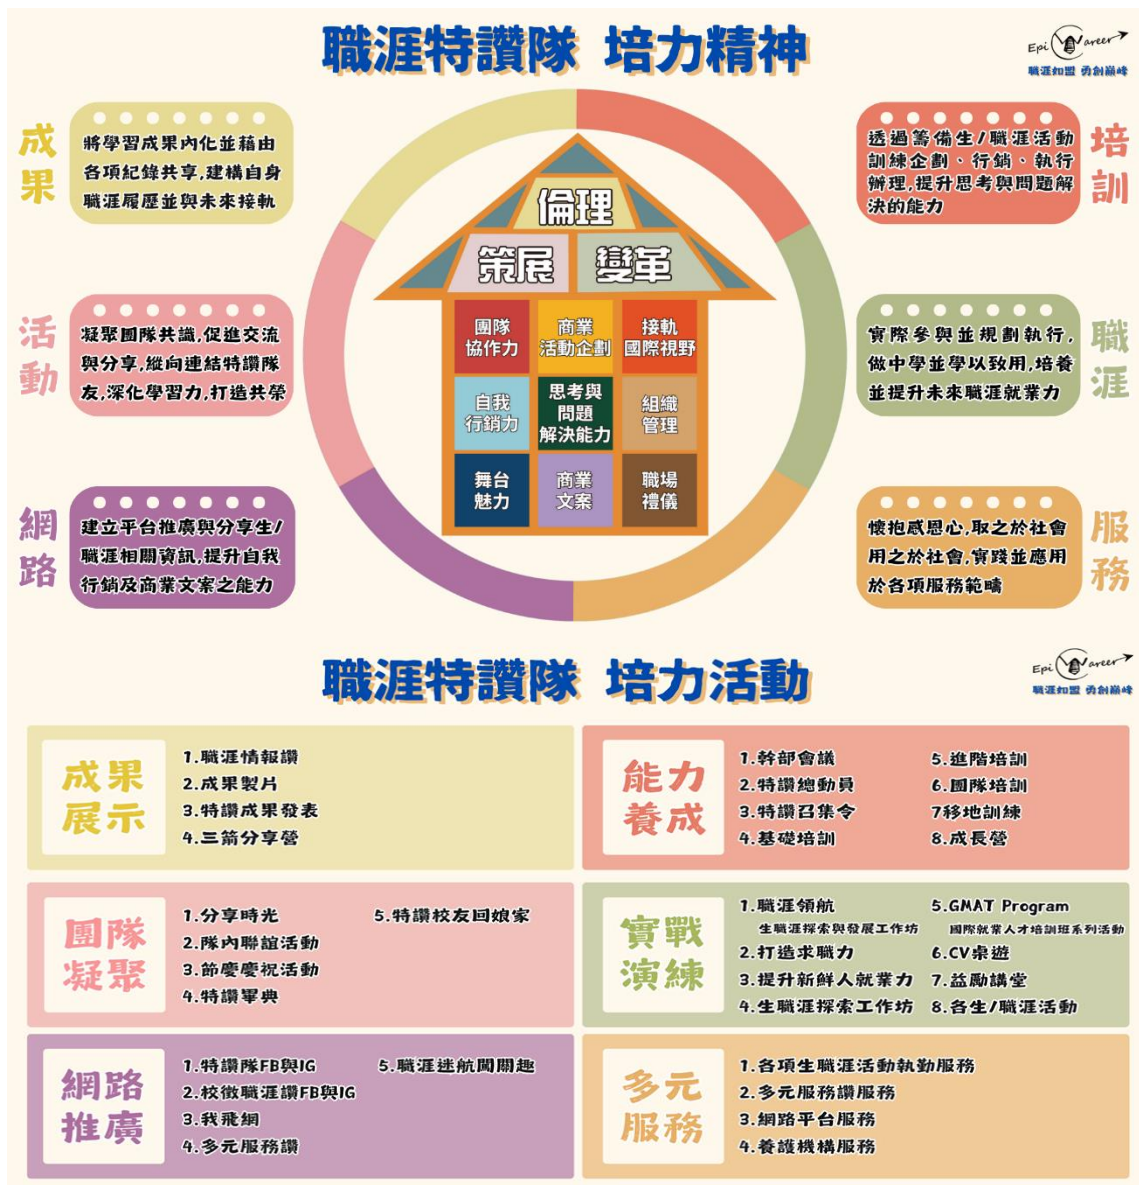 職涯特讚隊 培力精神
Epi Career
職涯如盟 勇創巔峰
成果
將學習成果內化並藉由
各項紀錄共享,建構自身
職涯履歷並與未來接軌
培訓
透過籌備生/職涯活動
訓練企劃、行銷、執行
辦理,提升思考與問題解
決的能力
活動
凝聚團隊共識,促進交流
與分享,縱向連結特讚隊
友,深化學習力,打造共榮
職涯
實際參與並規劃執行,
做中學並學以致用,培養
並提升未來職涯就業力
網路
建立平台推廣與分享生/
職涯相關資訊,提升自我
行銷及商業文案之能力
服務
懷抱感恩心,取之於社會
用之於社會,實踐並應用
於各項服務範疇
倫理
策展
變革
團隊
協作力
商業
活動企劃
接軌
國際視野
自我
行銷力
思考與
問題
解決能力
組織
管理
舞台
魅力
商業
文案
職場
禮儀
職涯特讚隊 培力活動
Epi Career
職涯如盟 勇創巔峰
成果
展示
1.職涯情報讚
2.成果製片
3.特讚成果發表
4.三箭分享營
能力
養成
1.幹部會議
2.特讚總動員
3.特讚召集令
4.基礎培訓
5.進階培訓
6.團隊培訓
7移地訓練
8.成長營
團隊
凝聚
1.分享時光
2.隊內聯誼活動
3.節慶慶祝活動
4.特讚畢典
5.特讚校友回娘家
實戰
演練
1.職涯領航
生職涯探索與發展工作坊
2.打造求職力
3.提升新鮮人就業力
4.生職涯探索工作坊
5.GMAT Program
國際就業人才培訓班系列活動
6.CV桌遊
7.益勵講堂
8.各生/職涯活動
網路
推廣
1.特讚隊FB與IG
2.校徵職涯讚FB與IG
3.我飛網
4.多元服務讚
5.職涯迷航闖關趣
多元
服務
1.各項生職涯活動執勤服務
2.多元服務讚服務
3.網路平台服務
4.養護機構服務